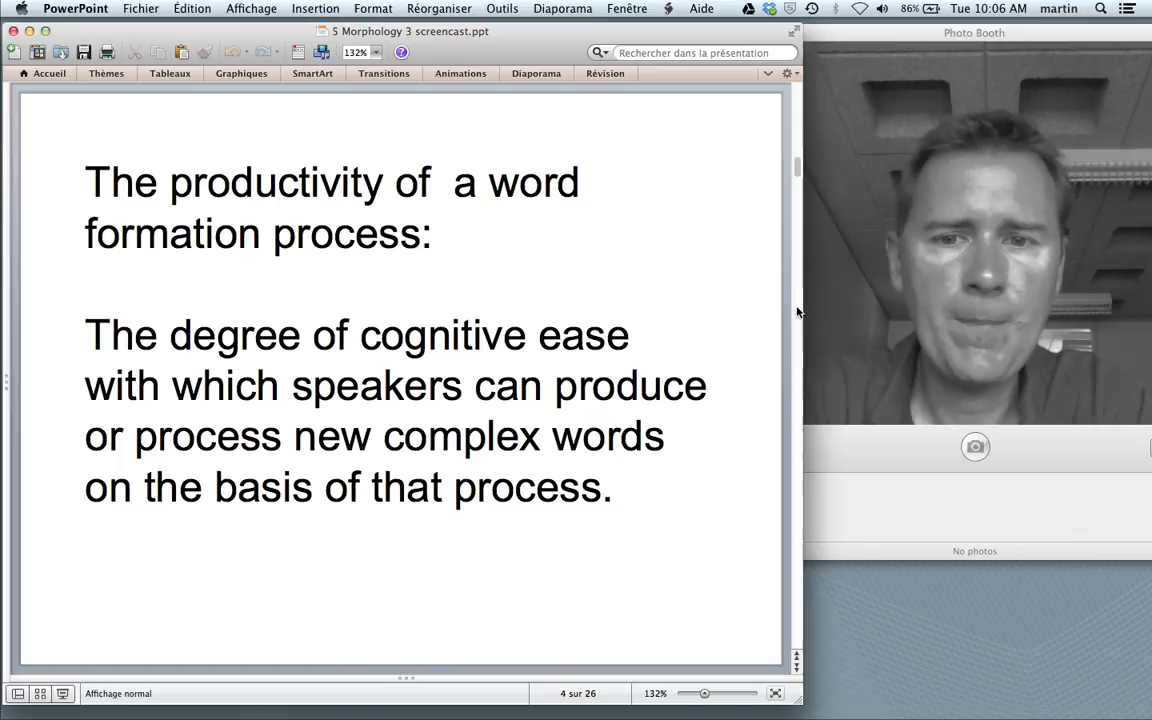 PowerPoint Fichier Édition Affichage Insertion Format Réorganiser Outils Diaporama Fenêtre Aide 86% Tue 10:06 AM martin
5 Morphology 3 screencast.ppt
Photo Booth
132% Rechercher dans la présentation
Accueil Thèmes Tableaux Graphiques SmartArt Transitions Animations Diaporama Révision
The productivity of a word
formation process:
The degree of cognitive ease
with which speakers can produce
or process new complex words
on the basis of that process.
No photos
Affichage normal 4 sur 26 132%